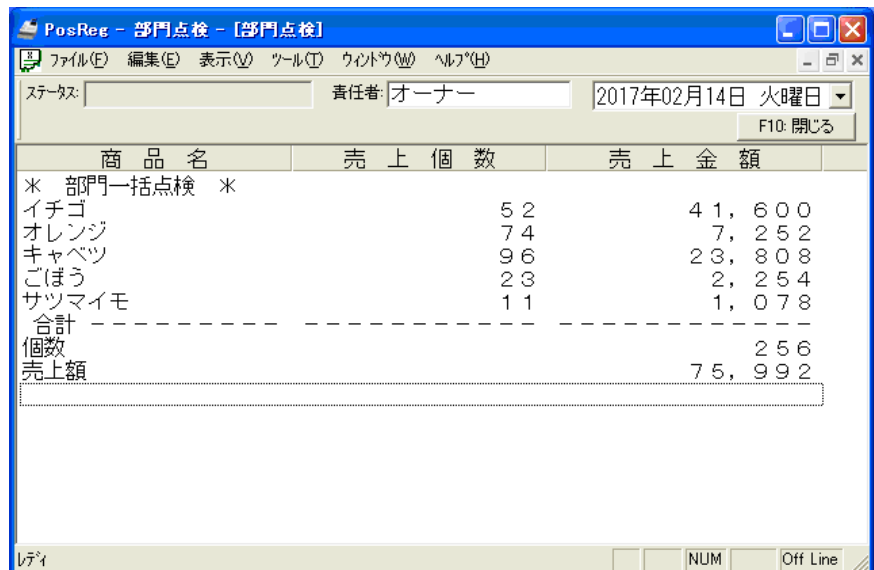 PosReg - 部門点検 - [部門点検]
ﾌｧｲﾙ(F) 編集(E) 表示(V) ﾂｰﾙ(T) ｳｨﾝﾄﾞｳ(W) ﾍﾙﾌﾟ(H)
ｽﾃｰﾀｽ: 責任者: オーナー 2017年02月14日 火曜日
F10: 閉じる
商 品 名 売 上 個 数 売 上 金 額
＊ 部門一括点検 ＊
イチゴ ５２ ４１，６００
オレンジ ７４ ７，２５２
キャベツ ９６ ２３，８０８
ごぼう ２３ ２，２５４
サツマイモ １１ １，０７８
合計 －－－－－－－－－ －－－－－－－－－－－ －－－－－－－－－－－－
個数 ２５６
売上額 ７５，９９２
ﾚﾃﾞｨ NUM Off Line